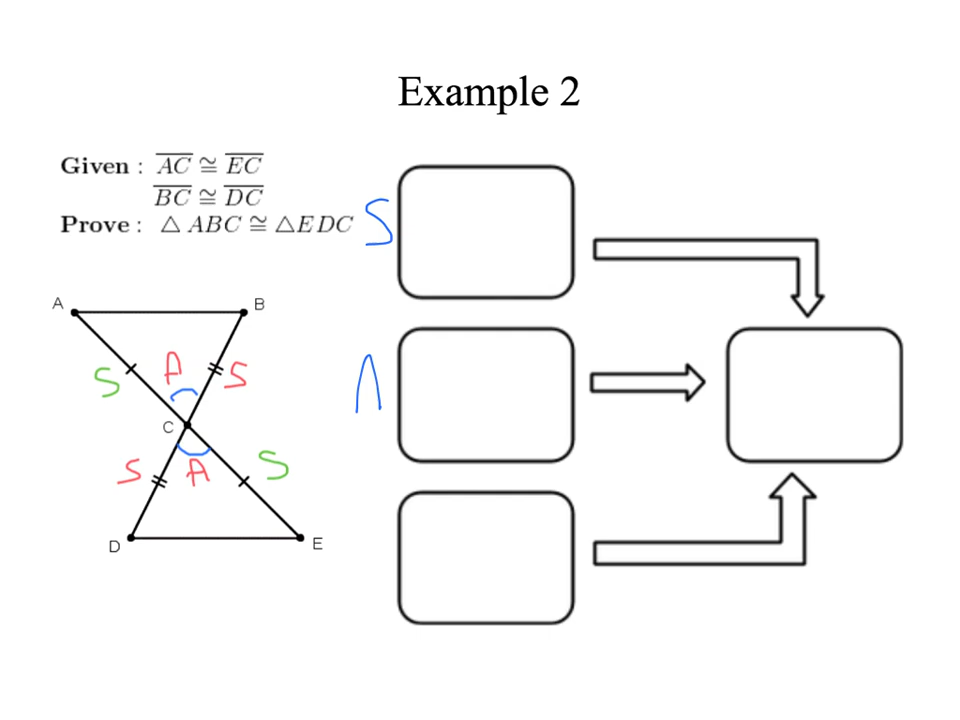 Example 2
Given : AC ≅ EC
BC ≅ DC
Prove : △ ABC ≅ △EDC
S
A
B
S
A
S
C
S
A
S
D
E